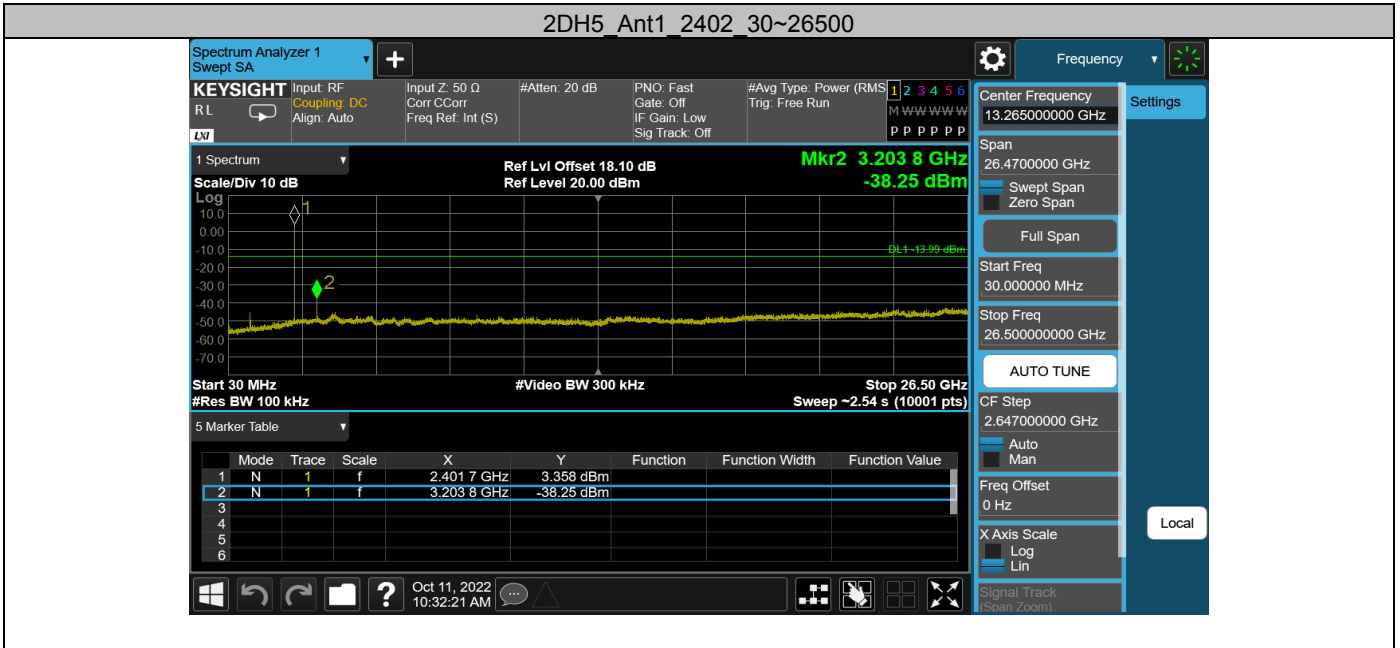 2DH5_Ant1_2402_30~26500
Spectrum Analyzer 1
Swept SA
Frequency
KEYSIGHT
RL
LXI
Input: RF
Coupling: DC
Align: Auto
Input Z: 50 Ω
Corr CCorr
Freq Ref: Int (S)
#Atten: 20 dB
PNO: Fast
Gate: Off
IF Gain: Low
Sig Track: Off
#Avg Type: Power (RMS
Trig: Free Run
1 2 3 4 5 6
M W W W W W
P P P P P P
1 Spectrum
Scale/Div 10 dB
Ref Lvl Offset 18.10 dB
Ref Level 20.00 dBm
Mkr2 3.203 8 GHz
-38.25 dBm
Log
10.0
0.00
-10.0
-20.0
-30.0
-40.0
-50.0
-60.0
-70.0
1
2
DL1 -13.99 dBm
Start 30 MHz
#Video BW 300 kHz
Stop 26.50 GHz
#Res BW 100 kHz
Sweep ~2.54 s (10001 pts)
5 Marker Table
Mode Trace Scale X Y Function Function Width Function Value
1 N 1 f 2.401 7 GHz 3.358 dBm
2 N 1 f 3.203 8 GHz -38.25 dBm
3
4
5
6
?
Oct 11, 2022
10:32:21 AM
Center Frequency
13.265000000 GHz
Settings
Span
26.4700000 GHz
Swept Span
Zero Span
Full Span
Start Freq
30.000000 MHz
Stop Freq
26.500000000 GHz
AUTO TUNE
CF Step
2.647000000 GHz
Auto
Man
Freq Offset
0 Hz
Local
X Axis Scale
Log
Lin
Signal Track
(Span Zoom)